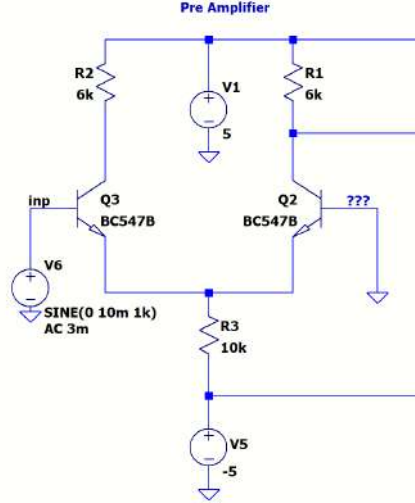 Pre Amplifier
R2
6k
V1
5
R1
6k
inp
Q3
BC547B
Q2
BC547B
???
V6
SINE(0 10m 1k)
AC 3m
R3
10k
V5
-5